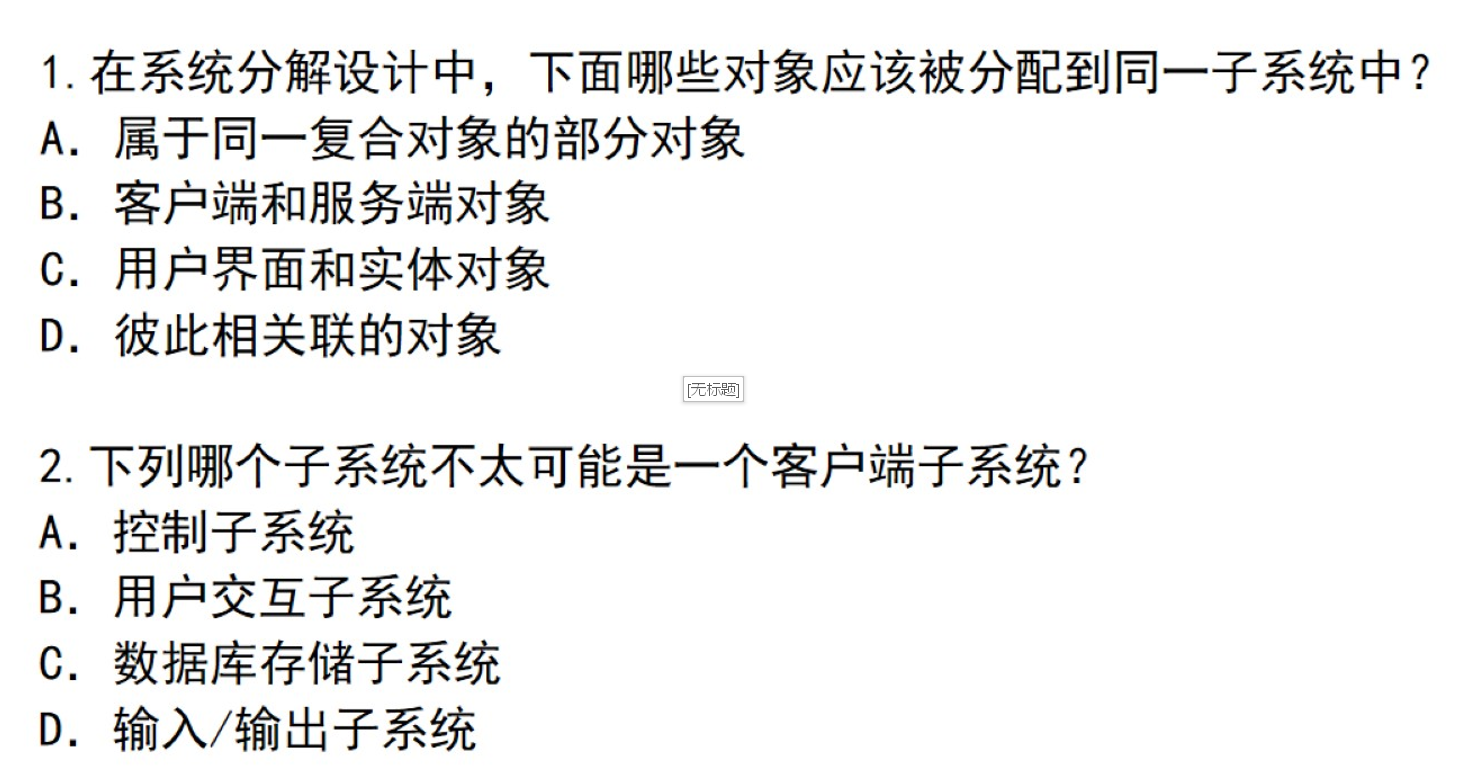 1. 在系统分解设计中，下面哪些对象应该被分配到同一子系统中？
A. 属于同一复合对象的部分对象
B. 客户端和服务端对象
C. 用户界面和实体对象
D. 彼此相关联的对象
[无标题]
2. 下列哪个子系统不太可能是一个客户端子系统？
A. 控制子系统
B. 用户交互子系统
C. 数据库存储子系统
D. 输入/输出子系统